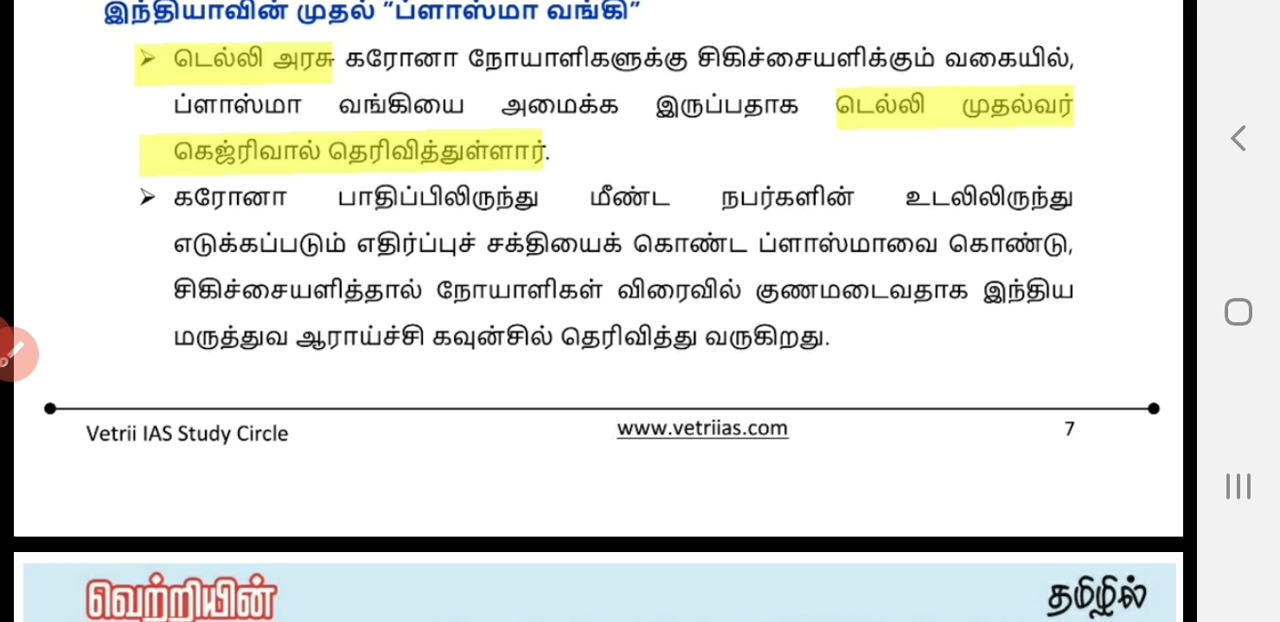 இந்தியாவின் முதல் "ப்ளாஸ்மா வங்கி"
➢ டெல்லி அரசு கரோனா நோயாளிகளுக்கு சிகிச்சையளிக்கும் வகையில்,
ப்ளாஸ்மா வங்கியை அமைக்க இருப்பதாக டெல்லி முதல்வர்
கெஜ்ரிவால் தெரிவித்துள்ளார்.
➢ கரோனா பாதிப்பிலிருந்து மீண்ட நபர்களின் உடலிலிருந்து
எடுக்கப்படும் எதிர்ப்புச் சக்தியைக் கொண்ட ப்ளாஸ்மாவை கொண்டு,
சிகிச்சையளித்தால் நோயாளிகள் விரைவில் குணமடைவதாக இந்திய
மருத்துவ ஆராய்ச்சி கவுன்சில் தெரிவித்து வருகிறது.
Vetrii IAS Study Circle www.vetriias.com 7
வெற்றியின் தமிழில்